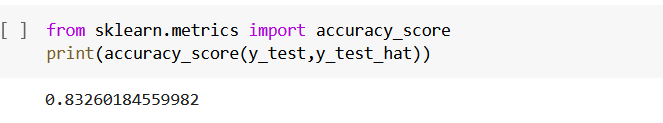 [ ] from sklearn.metrics import accuracy_score
print(accuracy_score(y_test,y_test_hat))
0.83260184559982